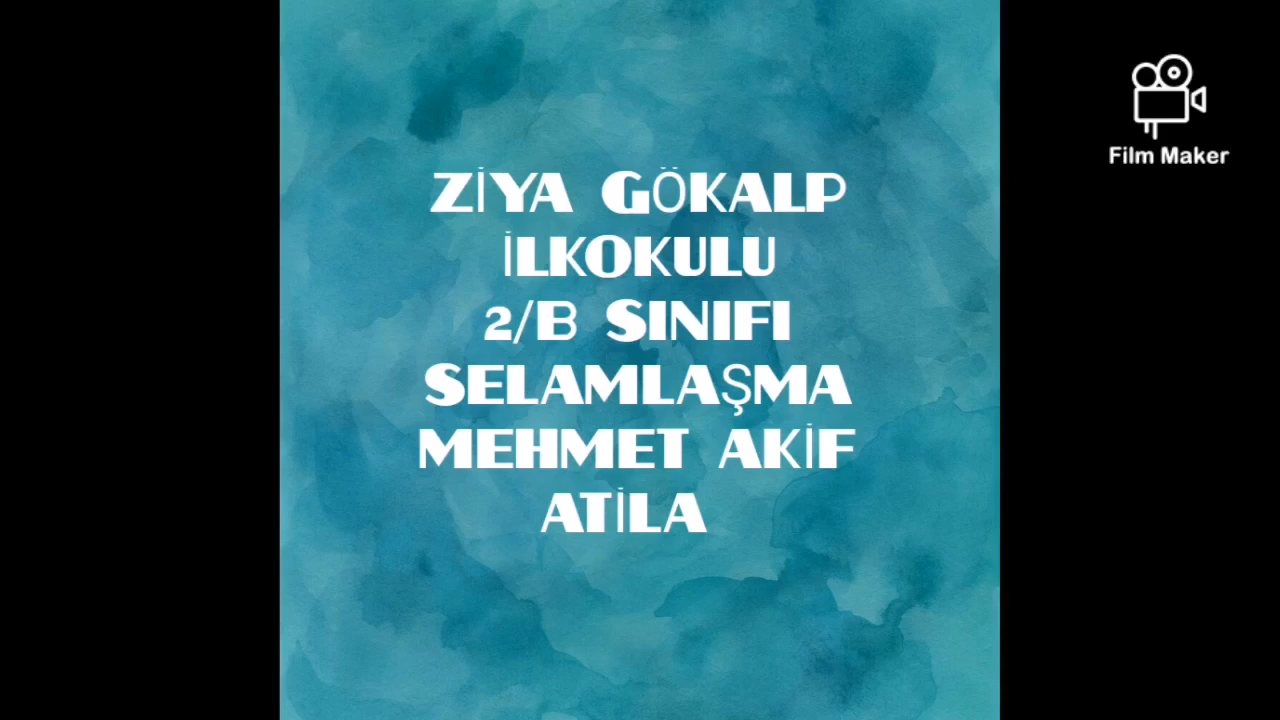 ZİYA GÖKALP
İLKOKULU
2/B SINIFI
SELAMLAŞMA
MEHMET AKİF
ATİLA
Film Maker